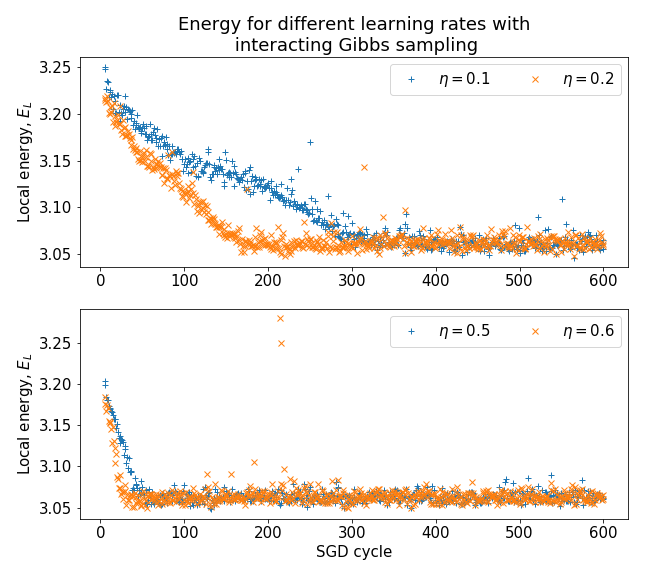 Energy for different learning rates with
interacting Gibbs sampling
Local energy, E_L
3.25
3.20
3.15
3.10
3.05
η = 0.1
η = 0.2
0 100 200 300 400 500 600
Local energy, E_L
3.25
3.20
3.15
3.10
3.05
η = 0.5
η = 0.6
0 100 200 300 400 500 600
SGD cycle